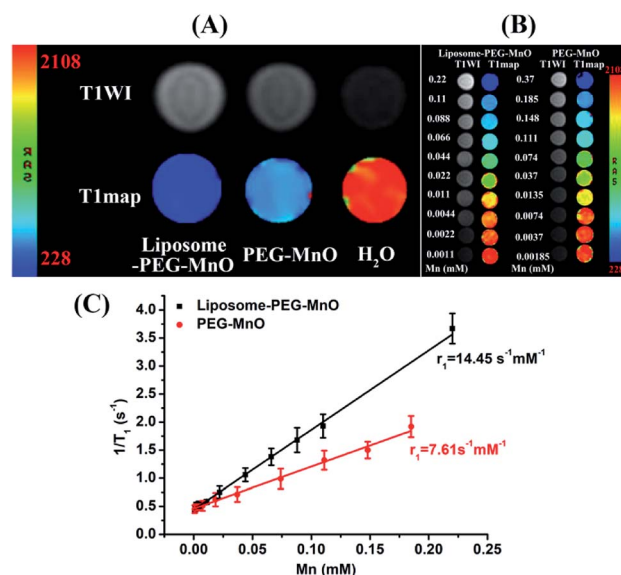 (A)
2108
T1WI
T1map
R A S
228
Liposome
-PEG-MnO
PEG-MnO
H₂O
(B)
Liposome-PEG-MnO PEG-MnO
T1WI T1map T1WI T1map
2108
0.22 0.37
0.11 0.185
0.088 0.148
0.066 0.111
0.044 0.074
0.022 0.037
0.011 0.0135
0.0044 0.0074
0.0022 0.0037
0.0011 0.00185
Mn (mM) Mn (mM)
R A S
228
(C)
Liposome-PEG-MnO
PEG-MnO
r₁=14.45 s⁻¹mM⁻¹
r₁=7.61s⁻¹mM⁻¹
1/T₁ (s⁻¹)
4.0
3.5
3.0
2.5
2.0
1.5
1.0
0.5
0.0
0.00 0.05 0.10 0.15 0.20 0.25
Mn (mM)